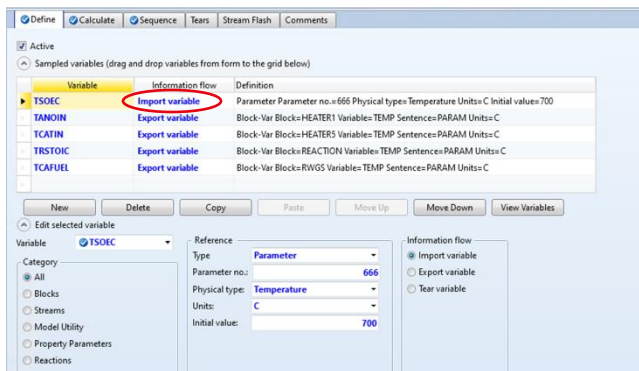 Define Calculate Sequence Tears Stream Flash Comments
Active
Sampled variables (drag and drop variables from form to the grid below)
Variable Information flow Definition
TSOEC Import variable Parameter Parameter no.=666 Physical type=Temperature Units=C Initial value=700
TANOIN Export variable Block-Var Block=HEATER1 Variable=TEMP Sentence=PARAM Units=C
TCATIN Export variable Block-Var Block=HEATER5 Variable=TEMP Sentence=PARAM Units=C
TRSTOIC Export variable Block-Var Block=REACTION Variable=TEMP Sentence=PARAM Units=C
TCAFUEL Export variable Block-Var Block=RWGS Variable=TEMP Sentence=PARAM Units=C
New Delete Copy Paste Move Up Move Down View Variables
Edit selected variable
Variable TSOEC
Category
All
Blocks
Streams
Model Utility
Property Parameters
Reactions
Reference
Type Parameter
Parameter no.: 666
Physical type: Temperature
Units: C
Initial value: 700
Information flow
Import variable
Export variable
Tear variable